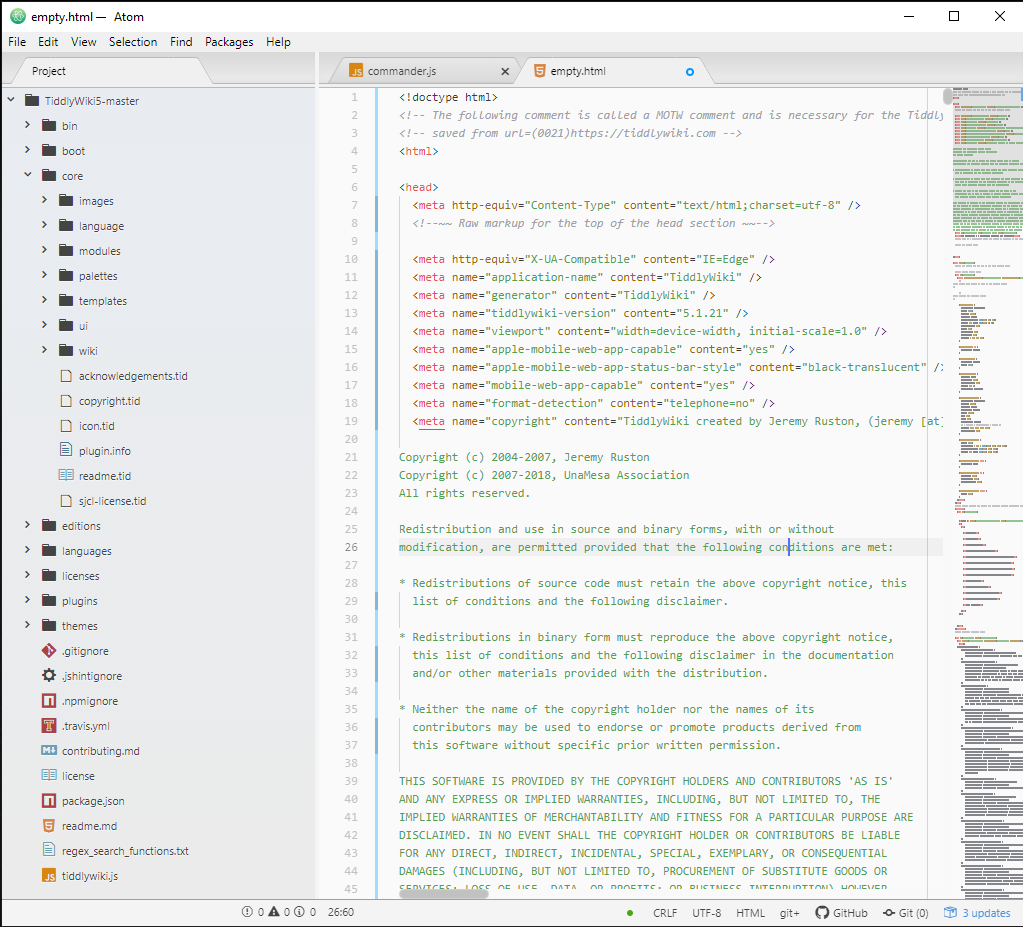 empty.html — Atom
File Edit View Selection Find Packages Help
Project
commander.js
empty.html
TiddlyWiki5-master
bin
boot
core
images
language
modules
palettes
templates
ui
wiki
acknowledgements.tid
copyright.tid
icon.tid
plugin.info
readme.tid
sjcl-license.tid
editions
languages
licenses
plugins
themes
.gitignore
.jshintignore
.npmignore
.travis.yml
contributing.md
license
package.json
readme.md
regex_search_functions.txt
tiddlywiki.js
1 <!doctype html>
2 <!-- The following comment is called a MOTW comment and is necessary for the Tiddly
3 <!-- saved from url=(0021)https://tiddlywiki.com -->
4 <html>
5
6 <head>
7 <meta http-equiv="Content-Type" content="text/html;charset=utf-8" />
8 <!--~~ Raw markup for the top of the head section ~~-->
9
10 <meta http-equiv="X-UA-Compatible" content="IE=Edge" />
11 <meta name="application-name" content="TiddlyWiki" />
12 <meta name="generator" content="TiddlyWiki" />
13 <meta name="tiddlywiki-version" content="5.1.21" />
14 <meta name="viewport" content="width=device-width, initial-scale=1.0" />
15 <meta name="apple-mobile-web-app-capable" content="yes" />
16 <meta name="apple-mobile-web-app-status-bar-style" content="black-translucent" />
17 <meta name="mobile-web-app-capable" content="yes" />
18 <meta name="format-detection" content="telephone=no" />
19 <meta name="copyright" content="TiddlyWiki created by Jeremy Ruston, (jeremy [at]
20
21 Copyright (c) 2004-2007, Jeremy Ruston
22 Copyright (c) 2007-2018, UnaMesa Association
23 All rights reserved.
24
25 Redistribution and use in source and binary forms, with or without
26 modification, are permitted provided that the following conditions are met:
27
28 * Redistributions of source code must retain the above copyright notice, this
29 list of conditions and the following disclaimer.
30
31 * Redistributions in binary form must reproduce the above copyright notice,
32 this list of conditions and the following disclaimer in the documentation
33 and/or other materials provided with the distribution.
34
35 * Neither the name of the copyright holder nor the names of its
36 contributors may be used to endorse or promote products derived from
37 this software without specific prior written permission.
38
39 THIS SOFTWARE IS PROVIDED BY THE COPYRIGHT HOLDERS AND CONTRIBUTORS 'AS IS'
40 AND ANY EXPRESS OR IMPLIED WARRANTIES, INCLUDING, BUT NOT LIMITED TO, THE
41 IMPLIED WARRANTIES OF MERCHANTABILITY AND FITNESS FOR A PARTICULAR PURPOSE ARE
42 DISCLAIMED. IN NO EVENT SHALL THE COPYRIGHT HOLDER OR CONTRIBUTORS BE LIABLE
43 FOR ANY DIRECT, INDIRECT, INCIDENTAL, SPECIAL, EXEMPLARY, OR CONSEQUENTIAL
44 DAMAGES (INCLUDING, BUT NOT LIMITED TO, PROCUREMENT OF SUBSTITUTE GOODS OR
45 SERVICES; LOSS OF USE, DATA, OR PROFITS; OR BUSINESS INTERRUPTION) HOWEVER
0 0 0 26:60 CRLF UTF-8 HTML git+ GitHub Git (0) 3 updates